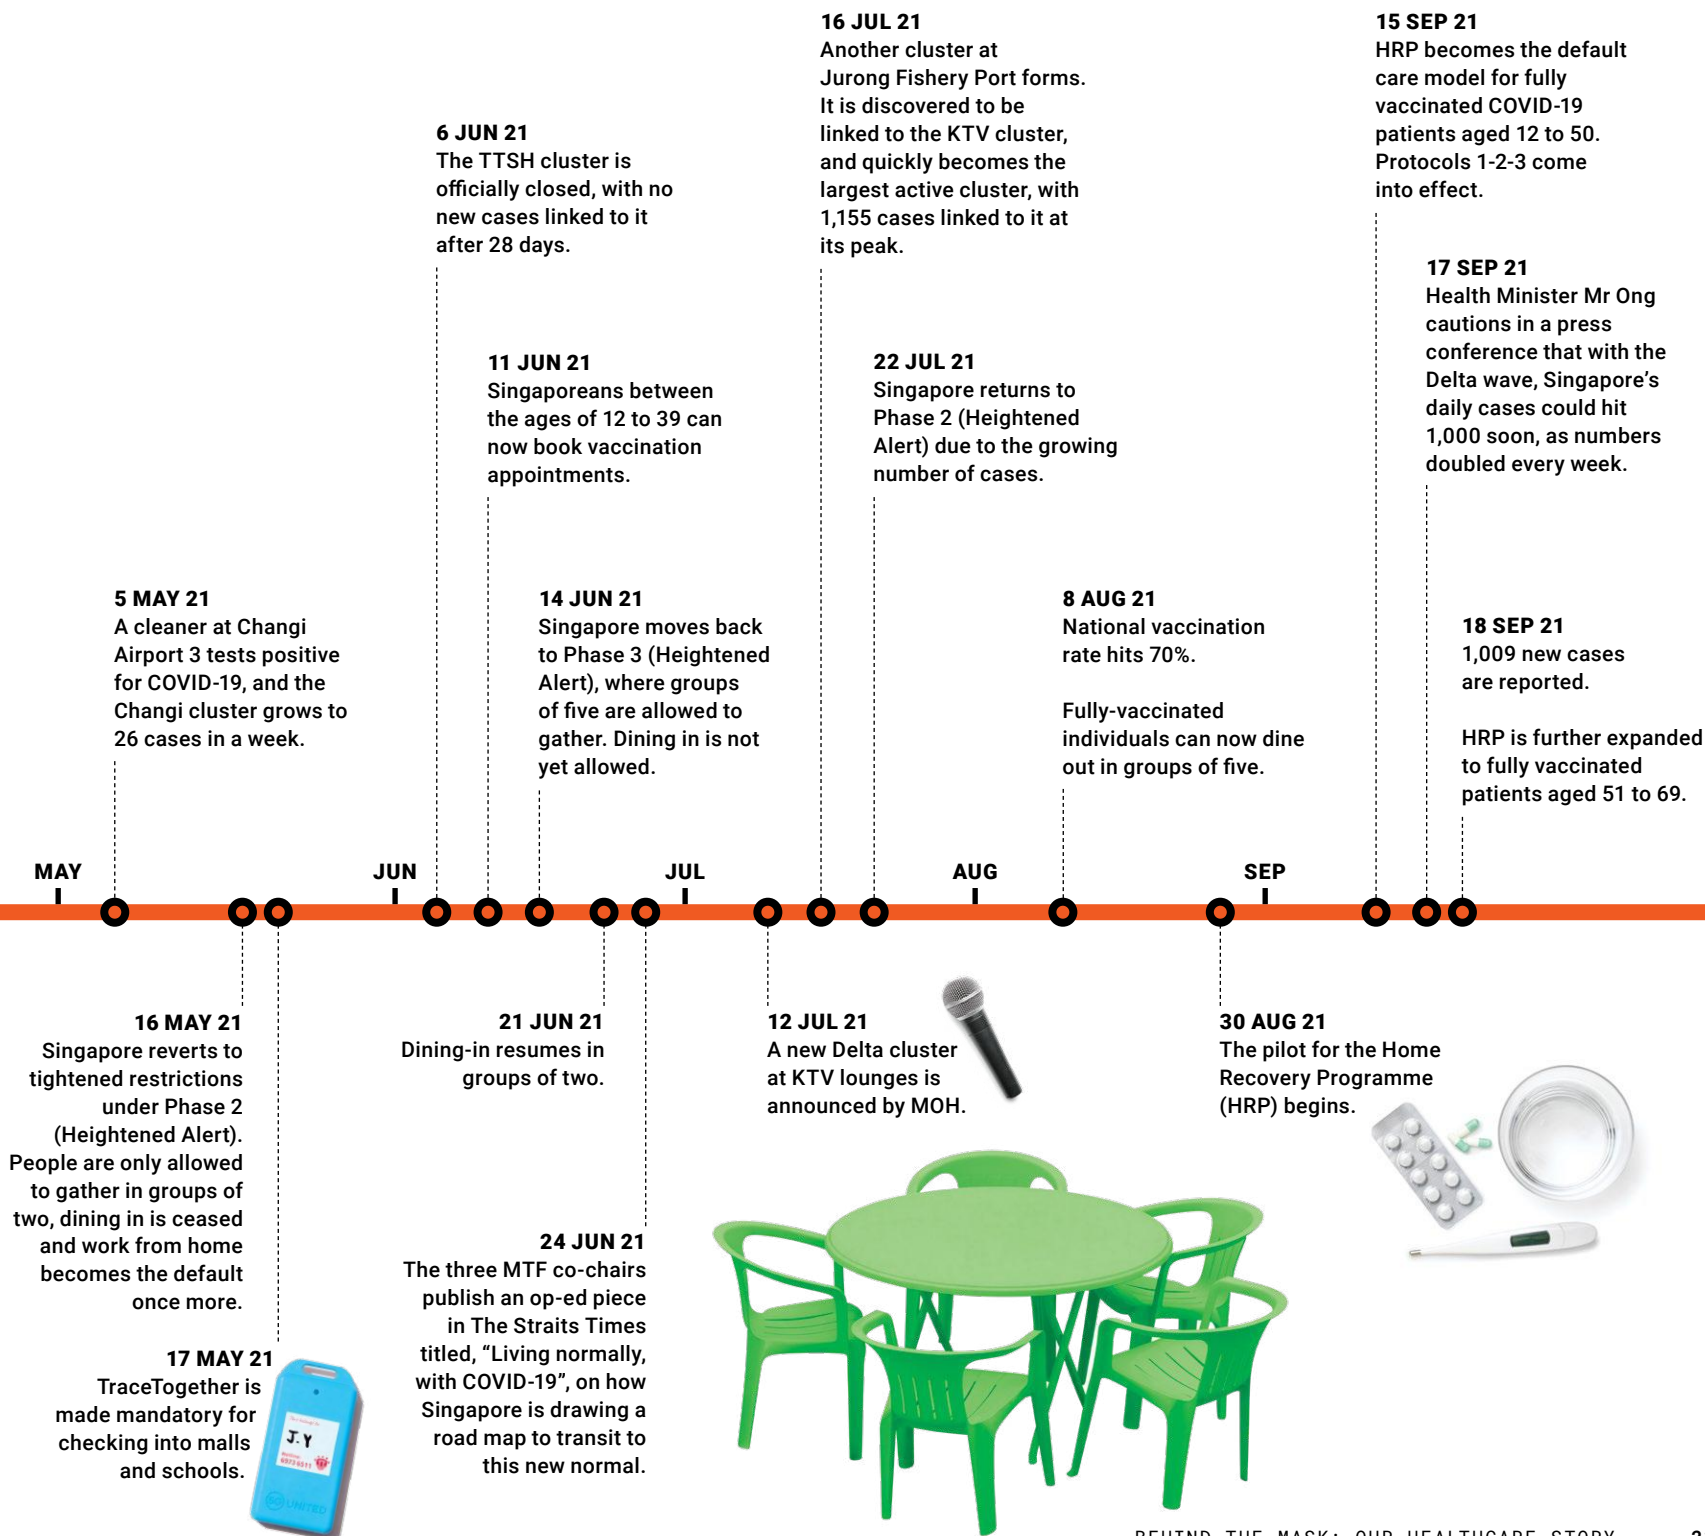 16 JUL 21
Another cluster at
Jurong Fishery Port forms.
It is discovered to be
linked to the KTV cluster,
and quickly becomes the
largest active cluster, with
1,155 cases linked to it at
its peak.
15 SEP 21
HRP becomes the default
care model for fully
vaccinated COVID-19
patients aged 12 to 50.
Protocols 1-2-3 come
into effect.
6 JUN 21
The TTSH cluster is
officially closed, with no
new cases linked to it
after 28 days.
17 SEP 21
Health Minister Mr Ong
cautions in a press
conference that with the
Delta wave, Singapore's
daily cases could hit
1,000 soon, as numbers
doubled every week.
11 JUN 21
Singaporeans between
the ages of 12 to 39 can
now book vaccination
appointments.
22 JUL 21
Singapore returns to
Phase 2 (Heightened
Alert) due to the growing
number of cases.
5 MAY 21
A cleaner at Changi
Airport 3 tests positive
for COVID-19, and the
Changi cluster grows to
26 cases in a week.
14 JUN 21
Singapore moves back
to Phase 3 (Heightened
Alert), where groups
of five are allowed to
gather. Dining in is not
yet allowed.
8 AUG 21
National vaccination
rate hits 70%.
Fully-vaccinated
individuals can now dine
out in groups of five.
18 SEP 21
1,009 new cases
are reported.
HRP is further expanded
to fully vaccinated
patients aged 51 to 69.
MAY
JUN
JUL
AUG
SEP
16 MAY 21
Singapore reverts to
tightened restrictions
under Phase 2
(Heightened Alert).
People are only allowed
to gather in groups of
two, dining in is ceased
and work from home
becomes the default
once more.
17 MAY 21
TraceTogether is
made mandatory for
checking into malls
and schools.
J.Y
SG UNITED
21 JUN 21
Dining-in resumes in
groups of two.
24 JUN 21
The three MTF co-chairs
publish an op-ed piece
in The Straits Times
titled, “Living normally,
with COVID-19”, on how
Singapore is drawing a
road map to transit to
this new normal.
12 JUL 21
A new Delta cluster
at KTV lounges is
announced by MOH.
30 AUG 21
The pilot for the Home
Recovery Programme
(HRP) begins.
BEHIND THE MASK: OUR HEALTHCARE STORY